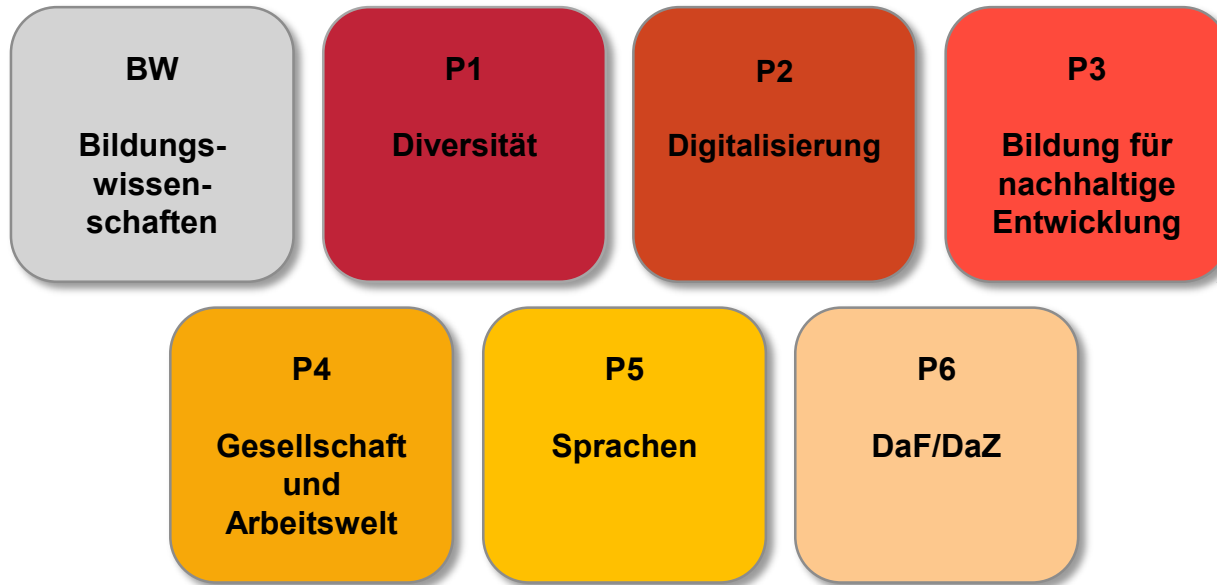 BW
Bildungs-
wissen-
schaften
P1
Diversität
P2
Digitalisierung
P3
Bildung für
nachhaltige
Entwicklung
P4
Gesellschaft
und
Arbeitswelt
P5
Sprachen
P6
DaF/DaZ